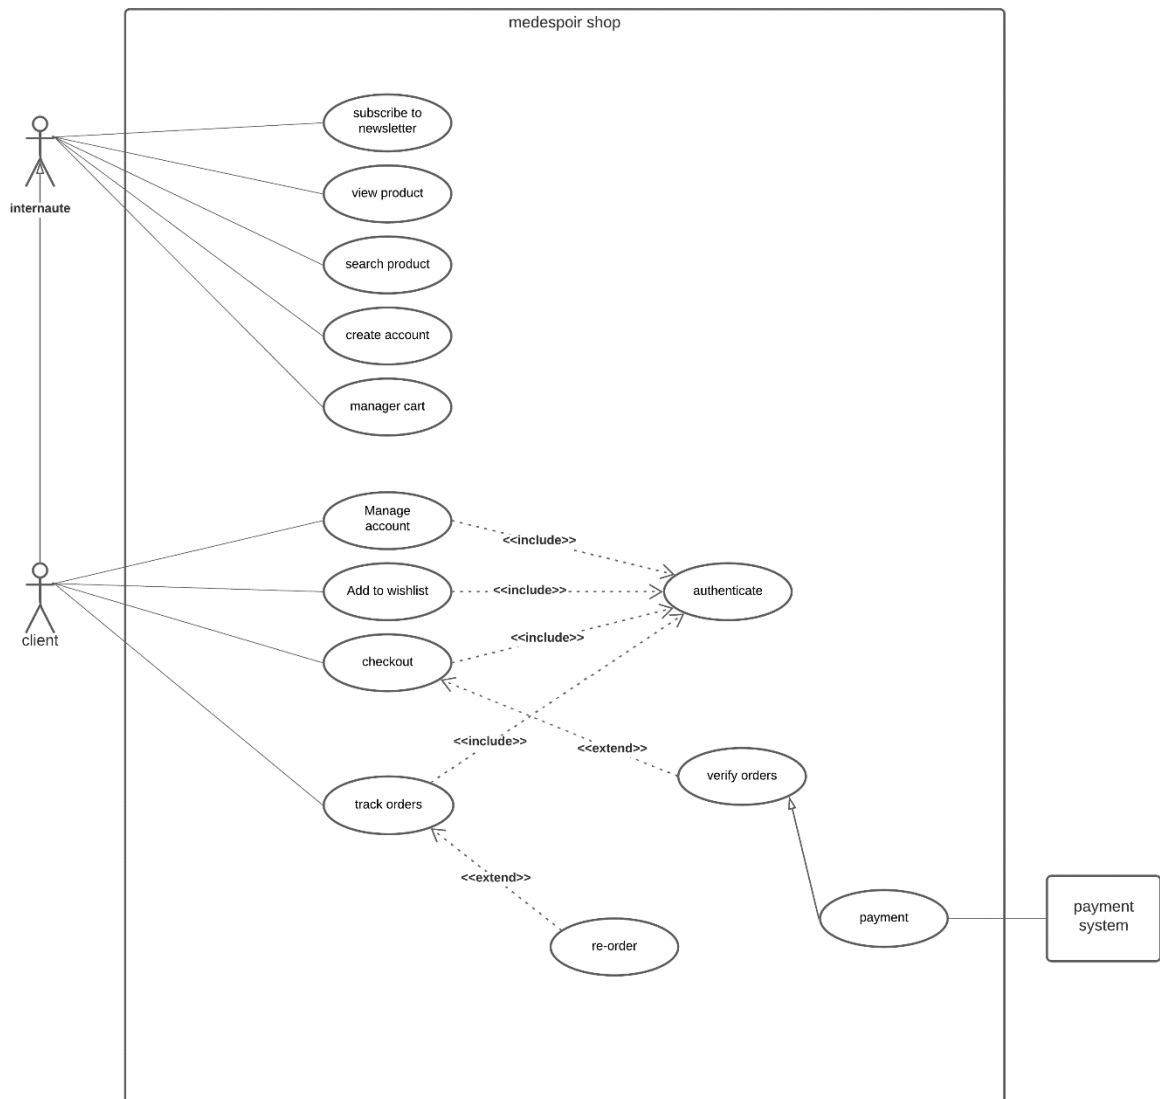 medespoir shop
subscribe to
newsletter
view product
internaute
search product
create account
manager cart
Manage
account
<<include>>
Add to wishlist
<<include>>
authenticate
client
<<include>>
checkout
<<include>>
<<extend>>
verify orders
track orders
<<extend>>
payment
payment
system
re-order